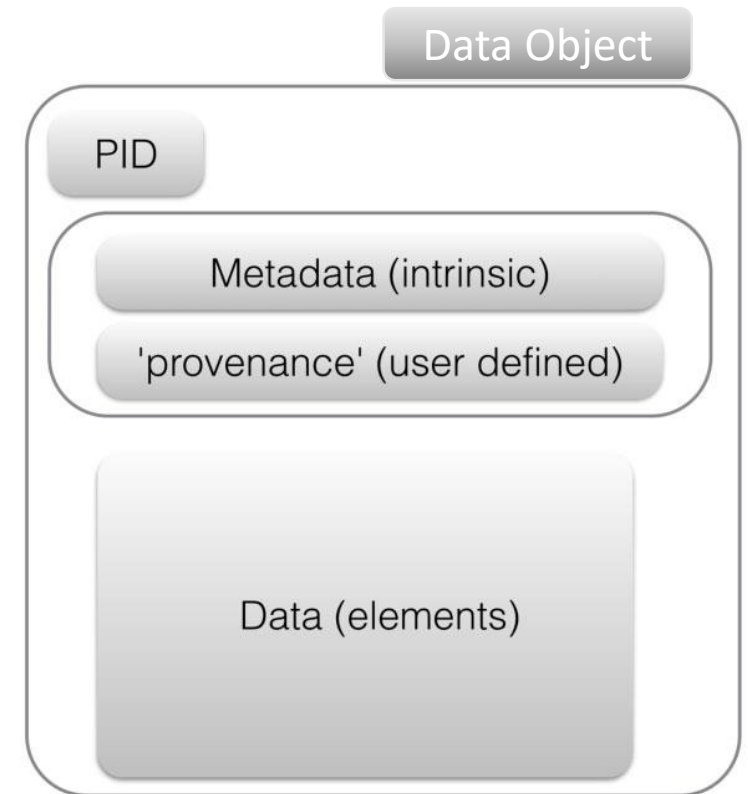 Data Object
PID
Metadata (intrinsic)
'provenance' (user defined)
Data (elements)